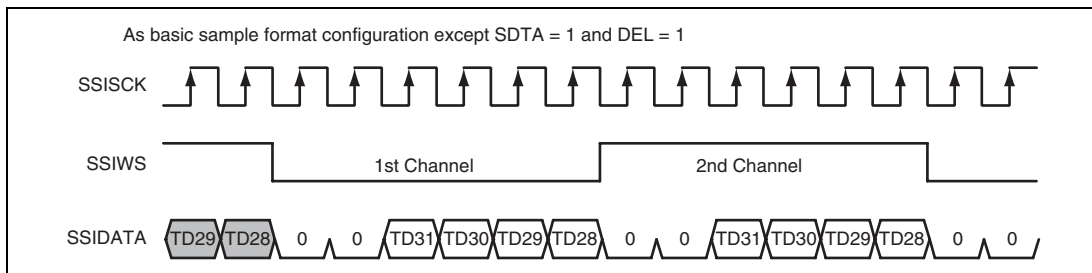 As basic sample format configuration except SDTA = 1 and DEL = 1
SSISCK
SSIWS 1st Channel 2nd Channel
SSIDATA TD29 TD28 0 0 TD31 TD30 TD29 TD28 0 0 TD31 TD30 TD29 TD28 0 0